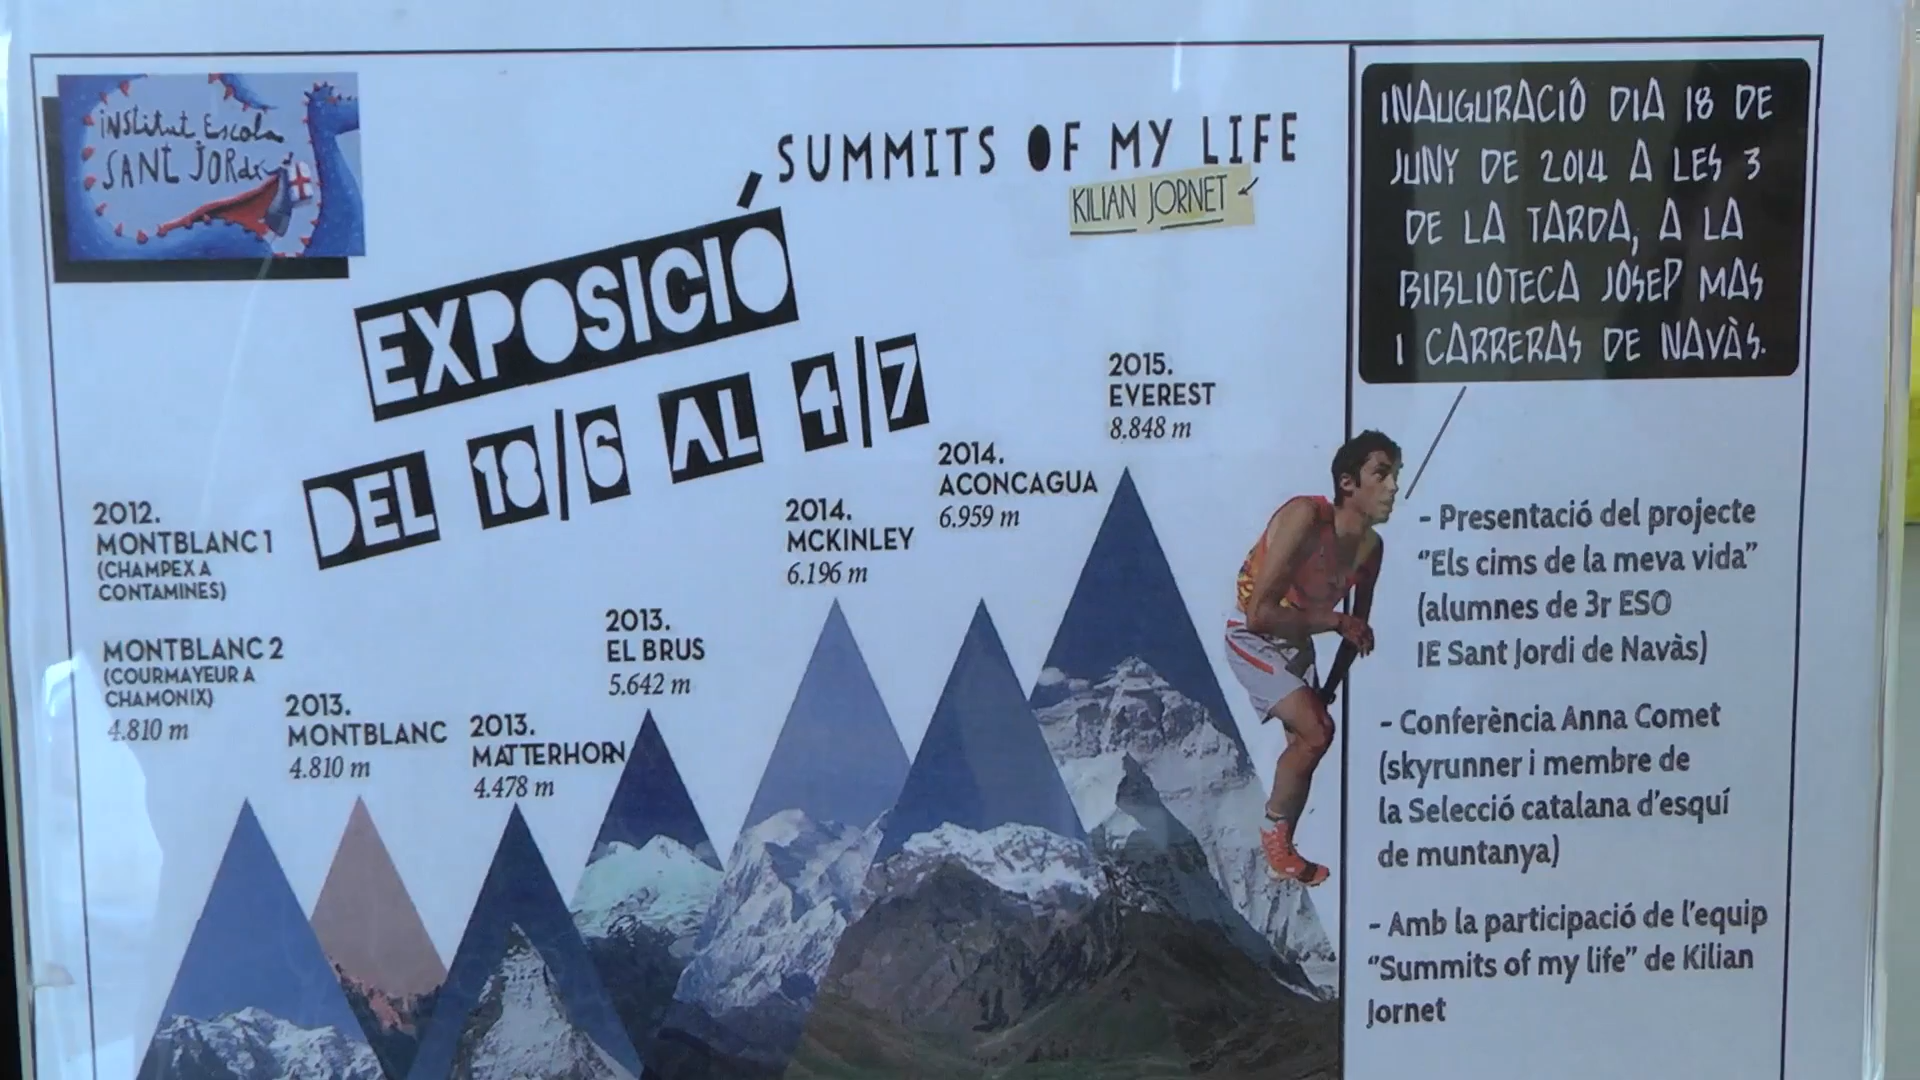 INSTITUT ESCOLA
SANT JORDI
SUMMITS OF MY LIFE
KILIAN JORNET
EXPOSICIÓ
DEL 18/6 AL 4/7
2012.
MONTBLANC 1
(CHAMPEX A
CONTAMINES)
MONTBLANC 2
(COURMAYEUR A
CHAMONIX)
4.810 m
2013.
MONTBLANC
4.810 m
2013.
MATTERHORN
4.478 m
2013.
EL BRUS
5.642 m
2014.
MCKINLEY
6.196 m
2014.
ACONCAGUA
6.959 m
2015.
EVEREST
8.848 m
INAUGURACIÓ DIA 18 DE
JUNY DE 2014 A LES 3
DE LA TARDA, A LA
BIBLIOTECA JOSEP MAS
I CARRERAS DE NAVÀS.
- Presentació del projecte
"Els cims de la meva vida"
(alumnes de 3r ESO
IE Sant Jordi de Navàs)
- Conferència Anna Comet
(skyrunner i membre de
la Selecció catalana d'esquí
de muntanya)
- Amb la participació de l'equip
"Summits of my life" de Kilian
Jornet